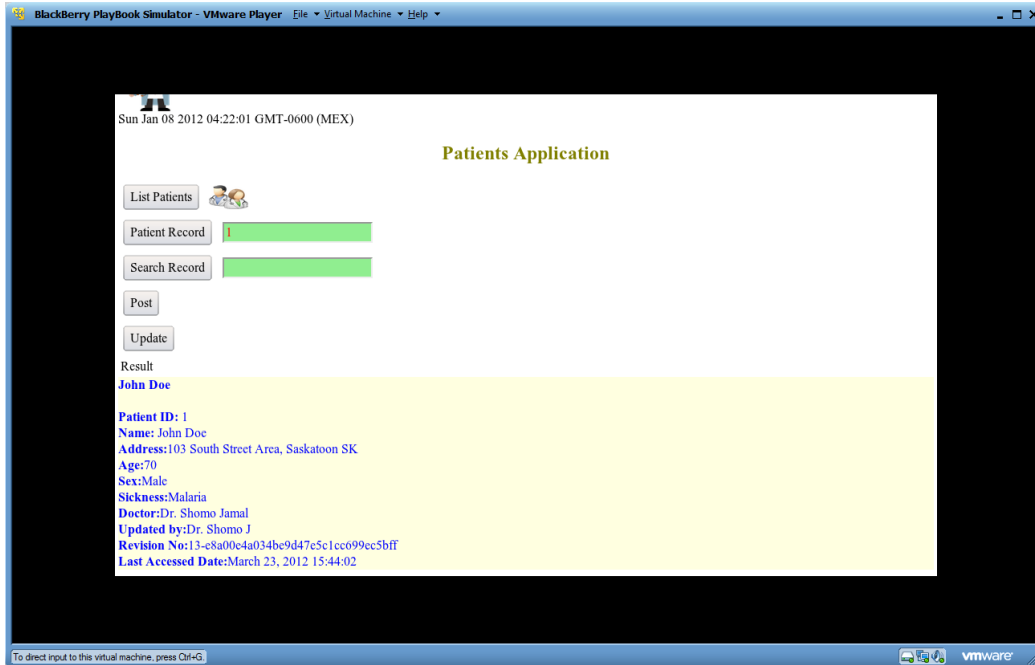 BlackBerry PlayBook Simulator - VMware Player File Virtual Machine Help
Sun Jan 08 2012 04:22:01 GMT-0600 (MEX)
Patients Application
List Patients
Patient Record 1
Search Record
Post
Update
Result
John Doe
Patient ID: 1
Name: John Doe
Address:103 South Street Area, Saskatoon SK
Age:70
Sex:Male
Sickness:Malaria
Doctor:Dr. Shomo Jamal
Updated by:Dr. Shomo J
Revision No:13-e8a00e4a034be9d47e5c1cc699ec5bff
Last Accessed Date:March 23, 2012 15:44:02
To direct input to this virtual machine, press Ctrl+G.
vmware